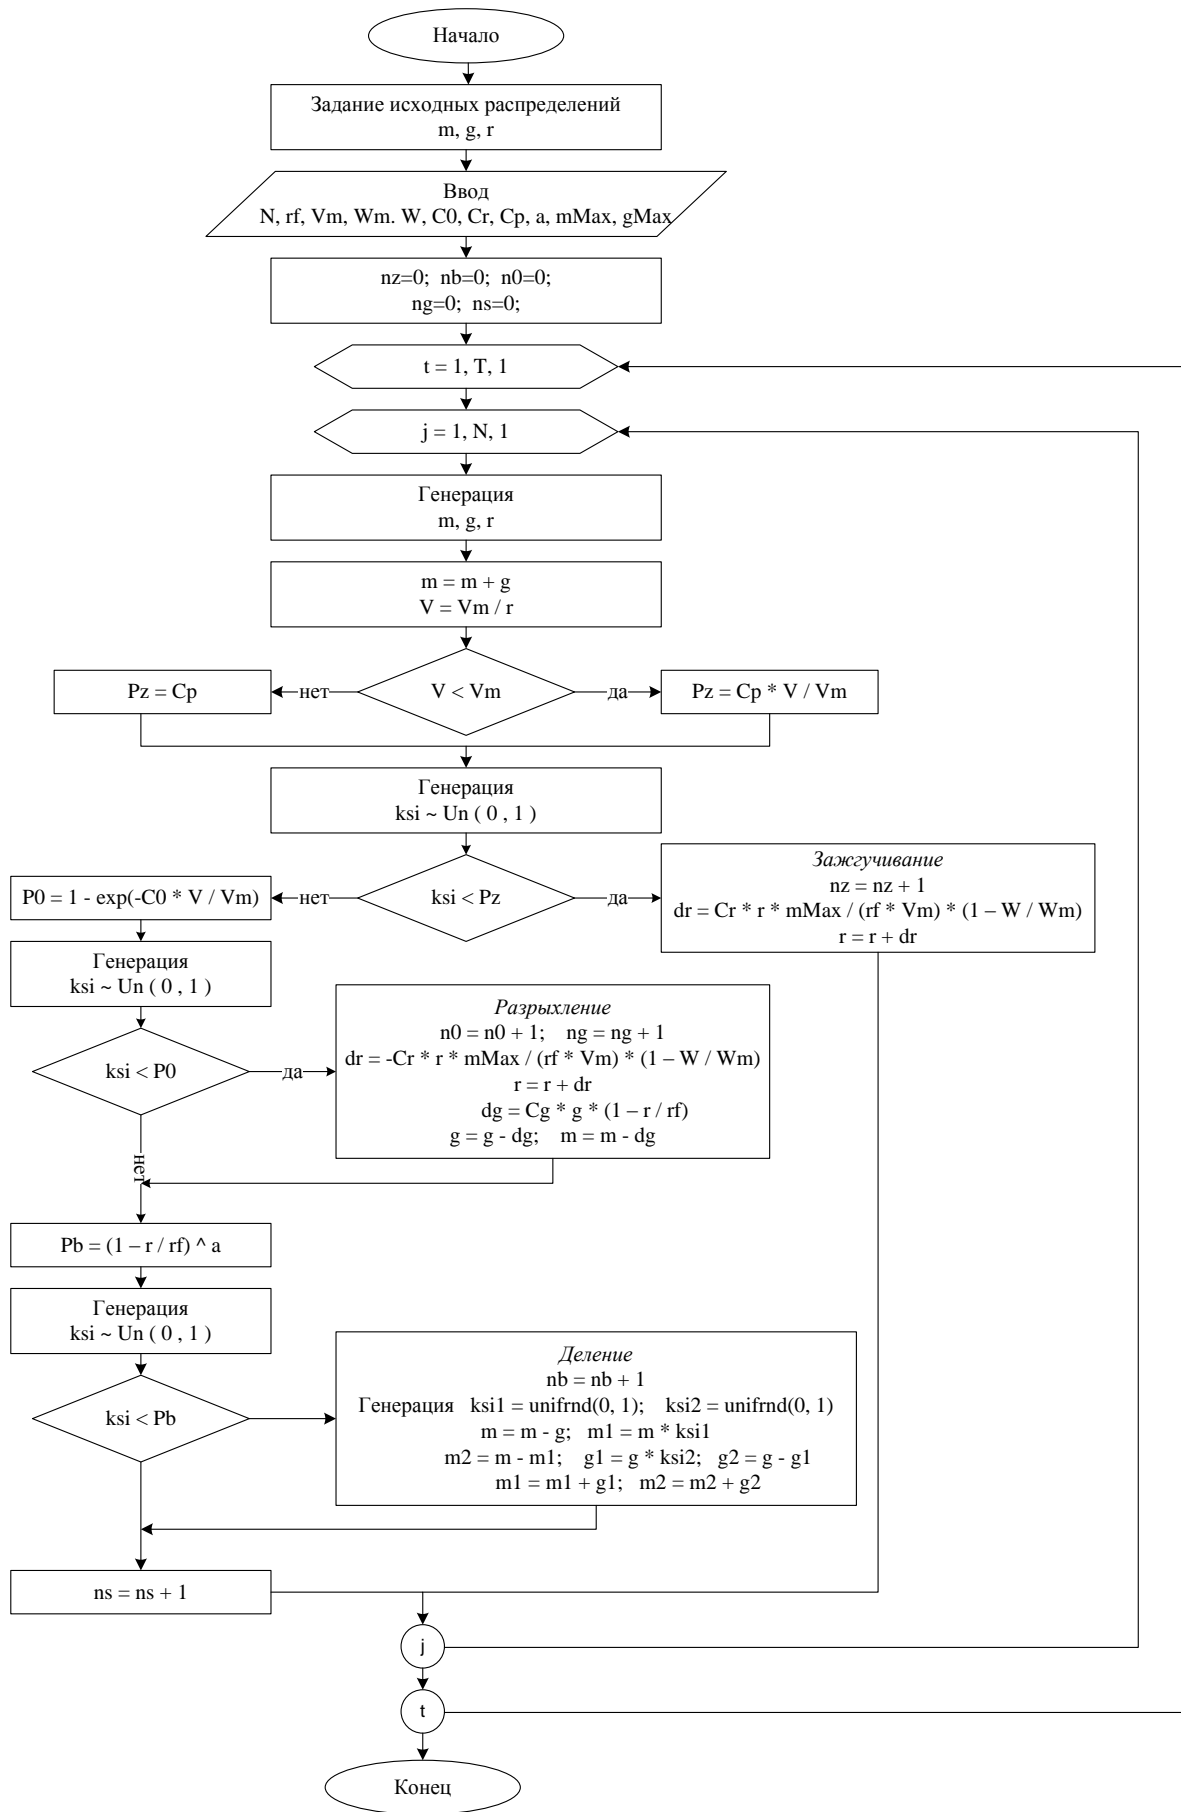 Начало
Задание исходных распределений
m, g, r
Ввод
N, rf, Vm, Wm. W, C0, Cr, Cp, a, mMax, gMax
nz=0; nb=0; n0=0;
ng=0; ns=0;
t = 1, T, 1
j = 1, N, 1
Генерация
m, g, r
m = m + g
V = Vm / r
V < Vm
нет
Pz = Cp
да
Pz = Cp * V / Vm
Генерация
ksi ~ Un ( 0 , 1 )
ksi < Pz
да
Зажгучивание
nz = nz + 1
dr = Cr * r * mMax / (rf * Vm) * (1 – W / Wm)
r = r + dr
нет
P0 = 1 - exp(-C0 * V / Vm)
Генерация
ksi ~ Un ( 0 , 1 )
ksi < P0
да
Разрыхление
n0 = n0 + 1; ng = ng + 1
dr = -Cr * r * mMax / (rf * Vm) * (1 – W / Wm)
r = r + dr
dg = Cg * g * (1 – r / rf)
g = g - dg; m = m - dg
нет
Pb = (1 – r / rf) ^ a
Генерация
ksi ~ Un ( 0 , 1 )
ksi < Pb
Деление
nb = nb + 1
Генерация ksi1 = unifrnd(0, 1); ksi2 = unifrnd(0, 1)
m = m - g; m1 = m * ksi1
m2 = m - m1; g1 = g * ksi2; g2 = g - g1
m1 = m1 + g1; m2 = m2 + g2
ns = ns + 1
j
t
Конец